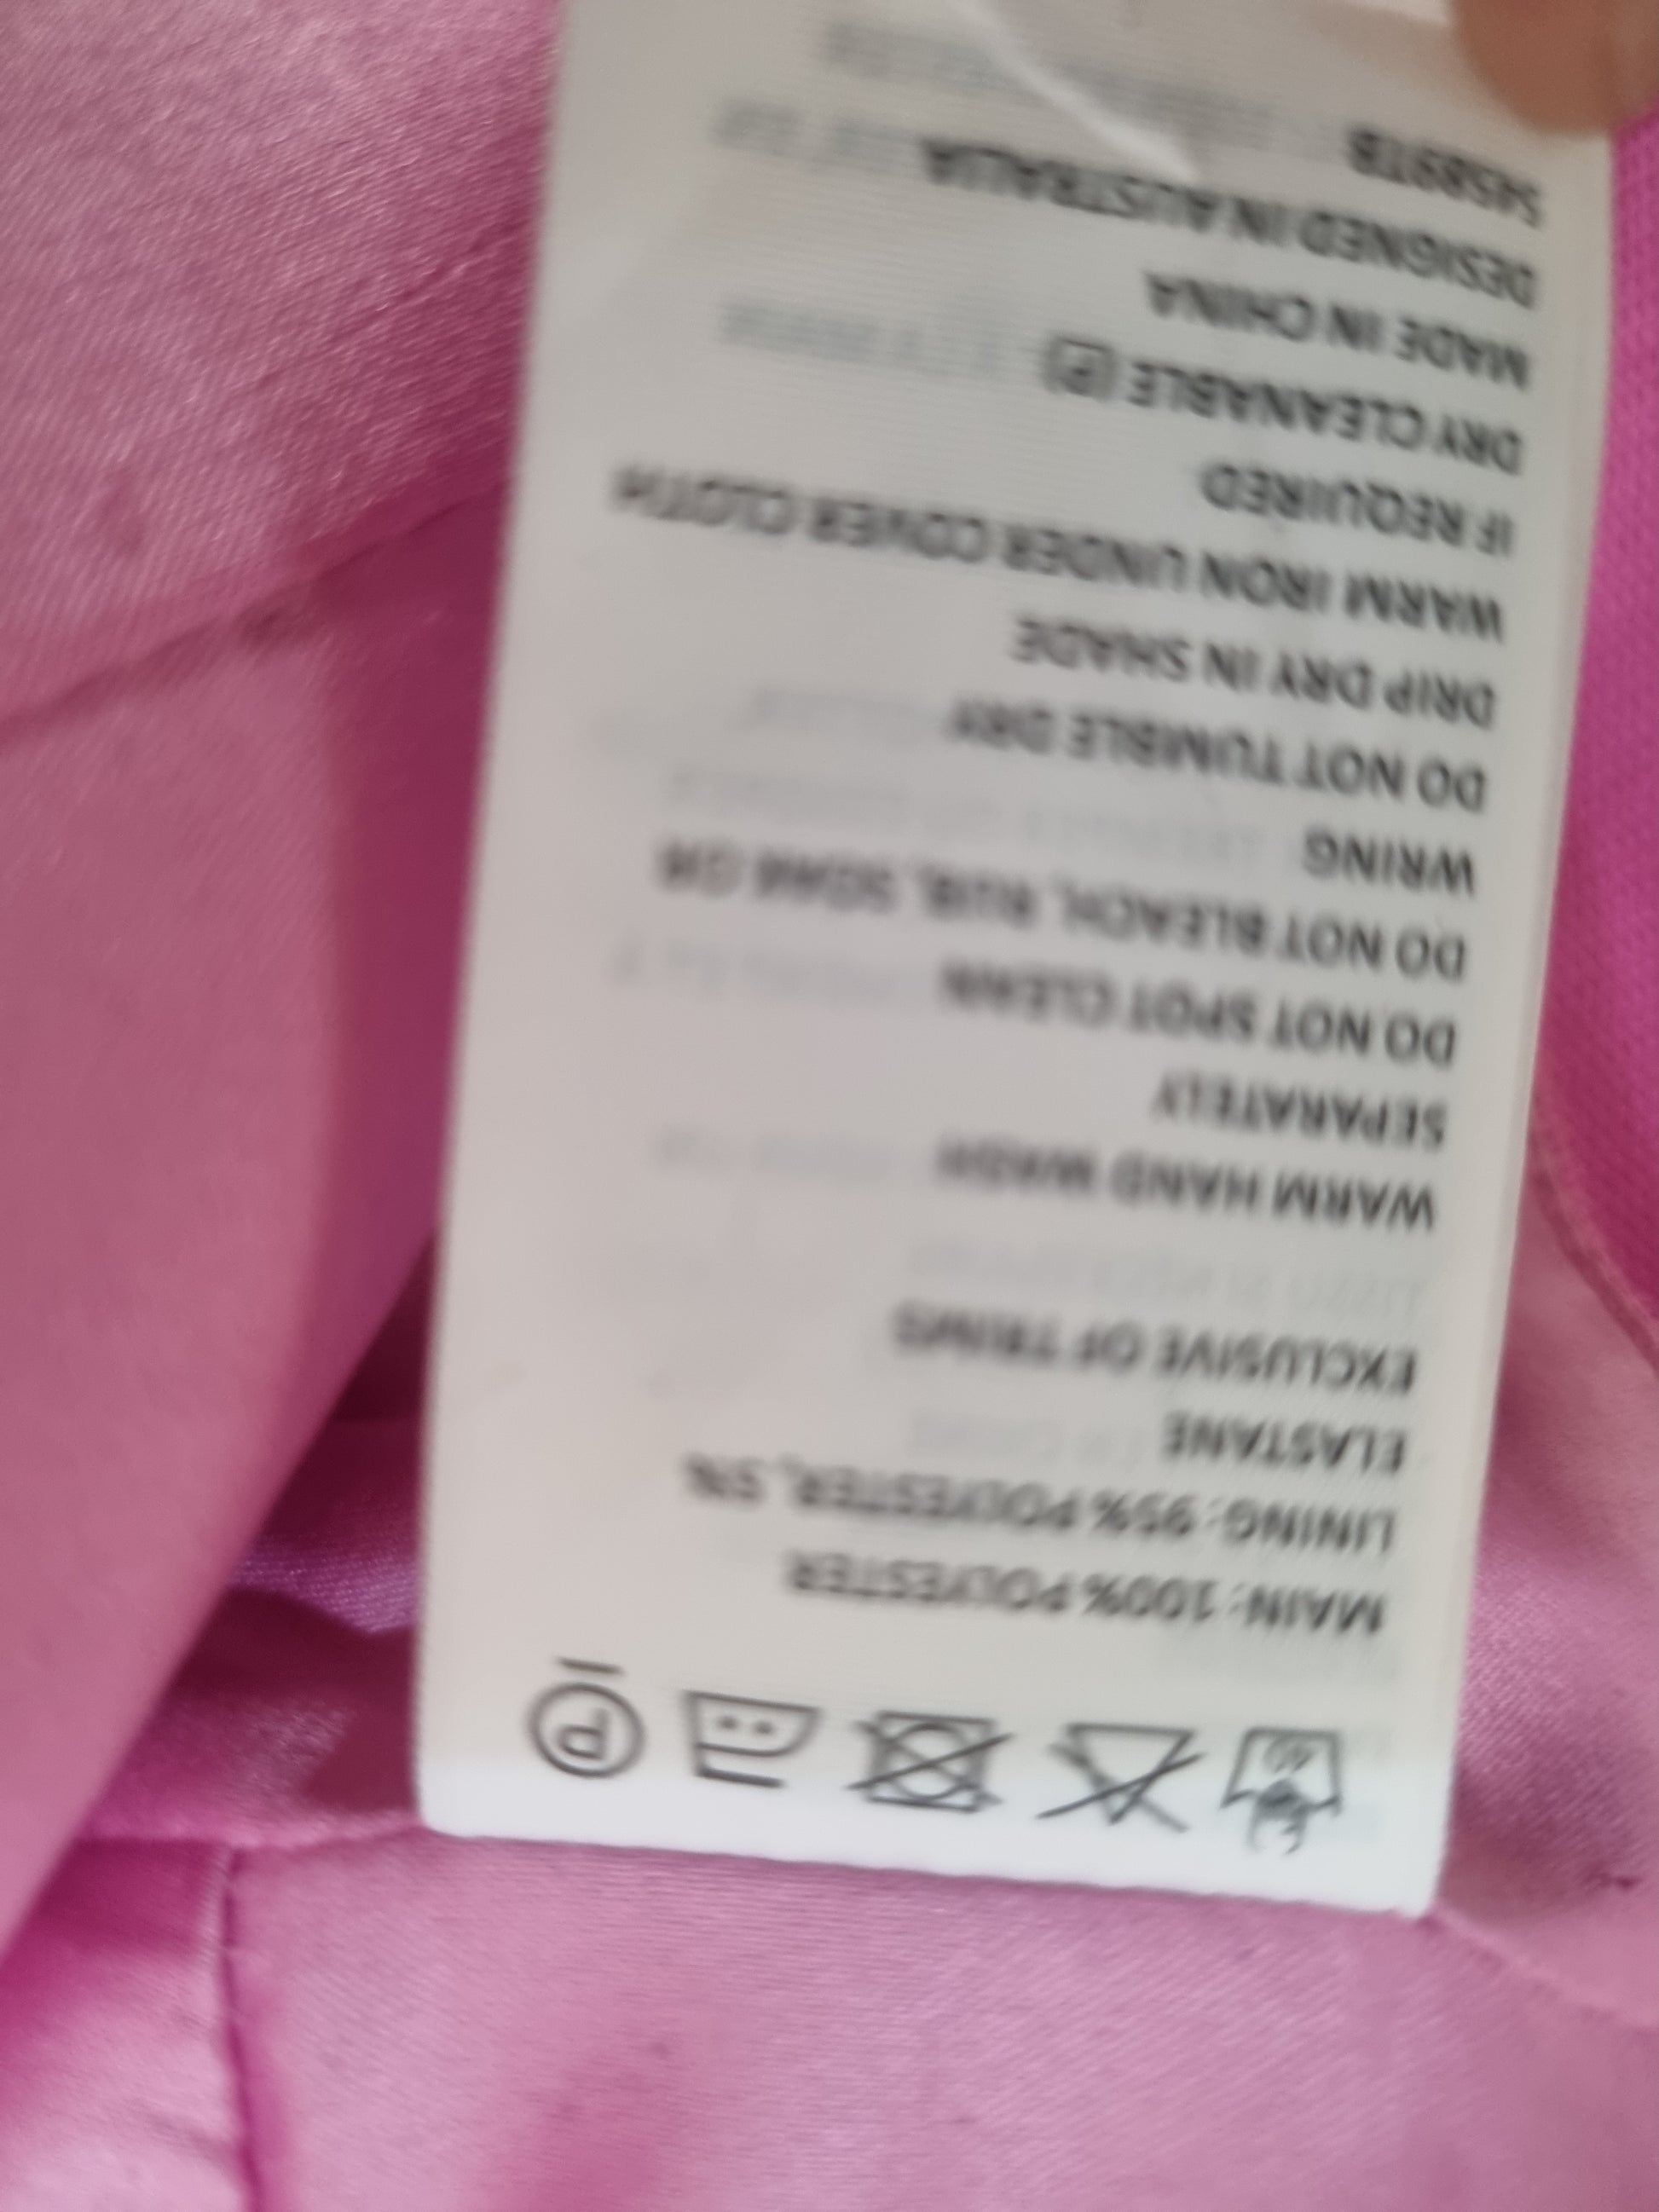 40
P
MAIN: 100% POLYESTER
LINING: 95% POLYESTER, 5%
ELASTANE
EXCLUSIVE OF TRIMS
WARM HAND WASH
SEPARATELY
DO NOT SPOT CLEAN
DO NOT BLEACH, RUB, SOAK OR
WRING
DO NOT TUMBLE DRY
DRIP DRY IN SHADE
WARM IRON UNDER COVER CLOTH
IF REQUIRED
DRY CLEANABLE (P)
MADE IN CHINA
DESIGNED IN AUSTRALIA